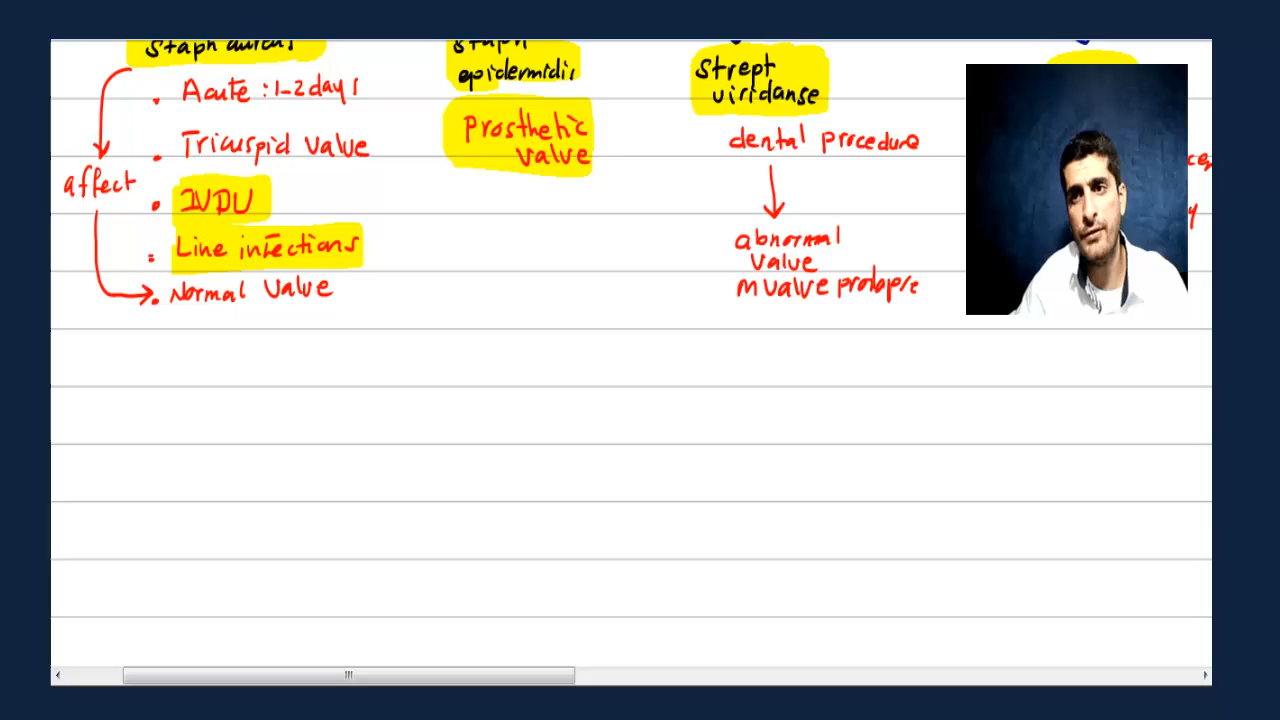 Staph aureus
• Acute : 1-2 days
• Tricuspid valve
affect
• IVDU
Line infections
• Normal valve
Staph
epidermidis
Prosthetic
valve
Strept
viridanse
dental procedure
abnormal
valve
m valve